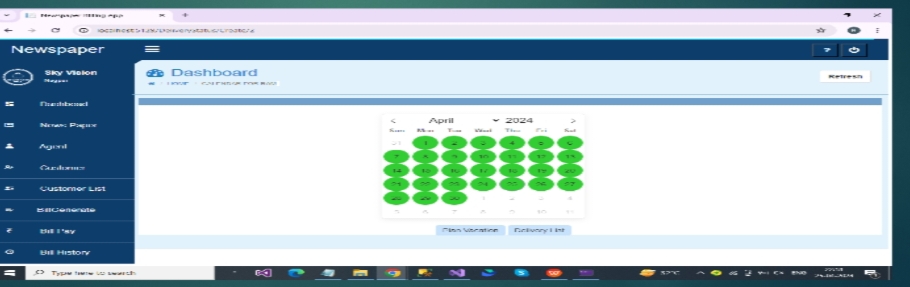 Newspaper Billing App
Newspaper
Sky Vision
Nagpur
Dashboard
Refresh
Dashboard
News Paper
Agent
Customer
Customer List
BillGenerate
Bill Pay
Bill History
April 2024
Sun Mon Tue Wed Thu Fri Sat
31 1 2 3 4 5 6
7 8 9 10 11 12 13
14 15 16 17 18 19 20
21 22 23 24 25 26 27
28 29 30 1 2 3 4
5 6 7 8 9 10 11
Plan Vacation Delivery List
Type here to search
32°C
ENG